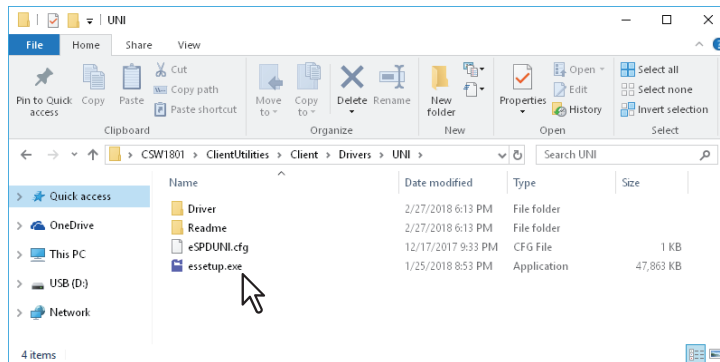 UNI
File Home Share View
Pin to Quick access
Copy
Paste
Cut
Copy path
Paste shortcut
Clipboard
Move to
Copy to
Delete
Rename
Organize
New folder
New
Properties
Open
Edit
History
Open
Select all
Select none
Invert selection
Select
CSW1801 > ClientUtilities > Client > Drivers > UNI >
Search UNI
Quick access
OneDrive
This PC
USB (D:)
Network
Name Date modified Type Size
Driver 2/27/2018 6:13 PM File folder
Readme 2/27/2018 6:13 PM File folder
eSPDUNI.cfg 12/17/2017 9:33 PM CFG File 1 KB
essetup.exe 1/25/2018 8:53 PM Application 47,863 KB
4 items